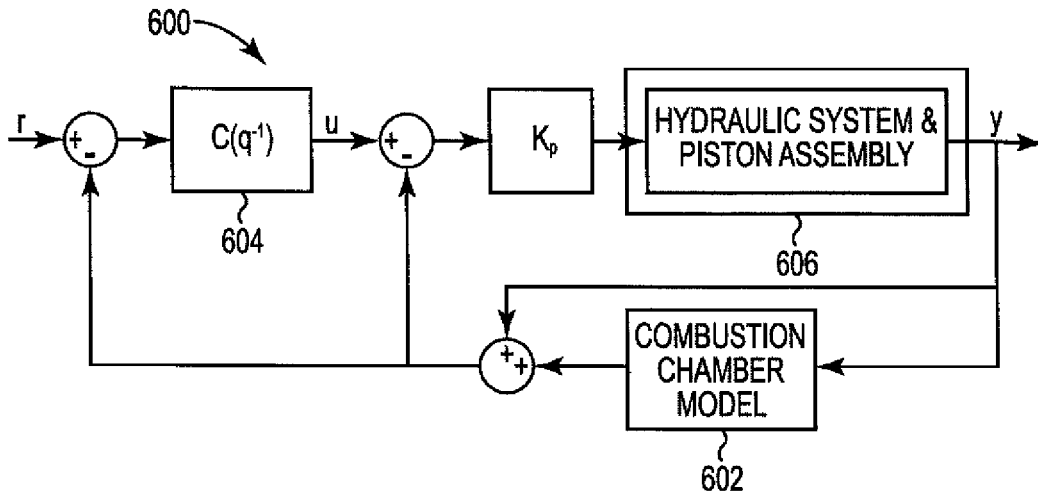 600
r
+
-
C(q⁻¹)
u
+
-
Kₚ
HYDRAULIC SYSTEM &
PISTON ASSEMBLY
y
604
606
+
+
COMBUSTION
CHAMBER
MODEL
602